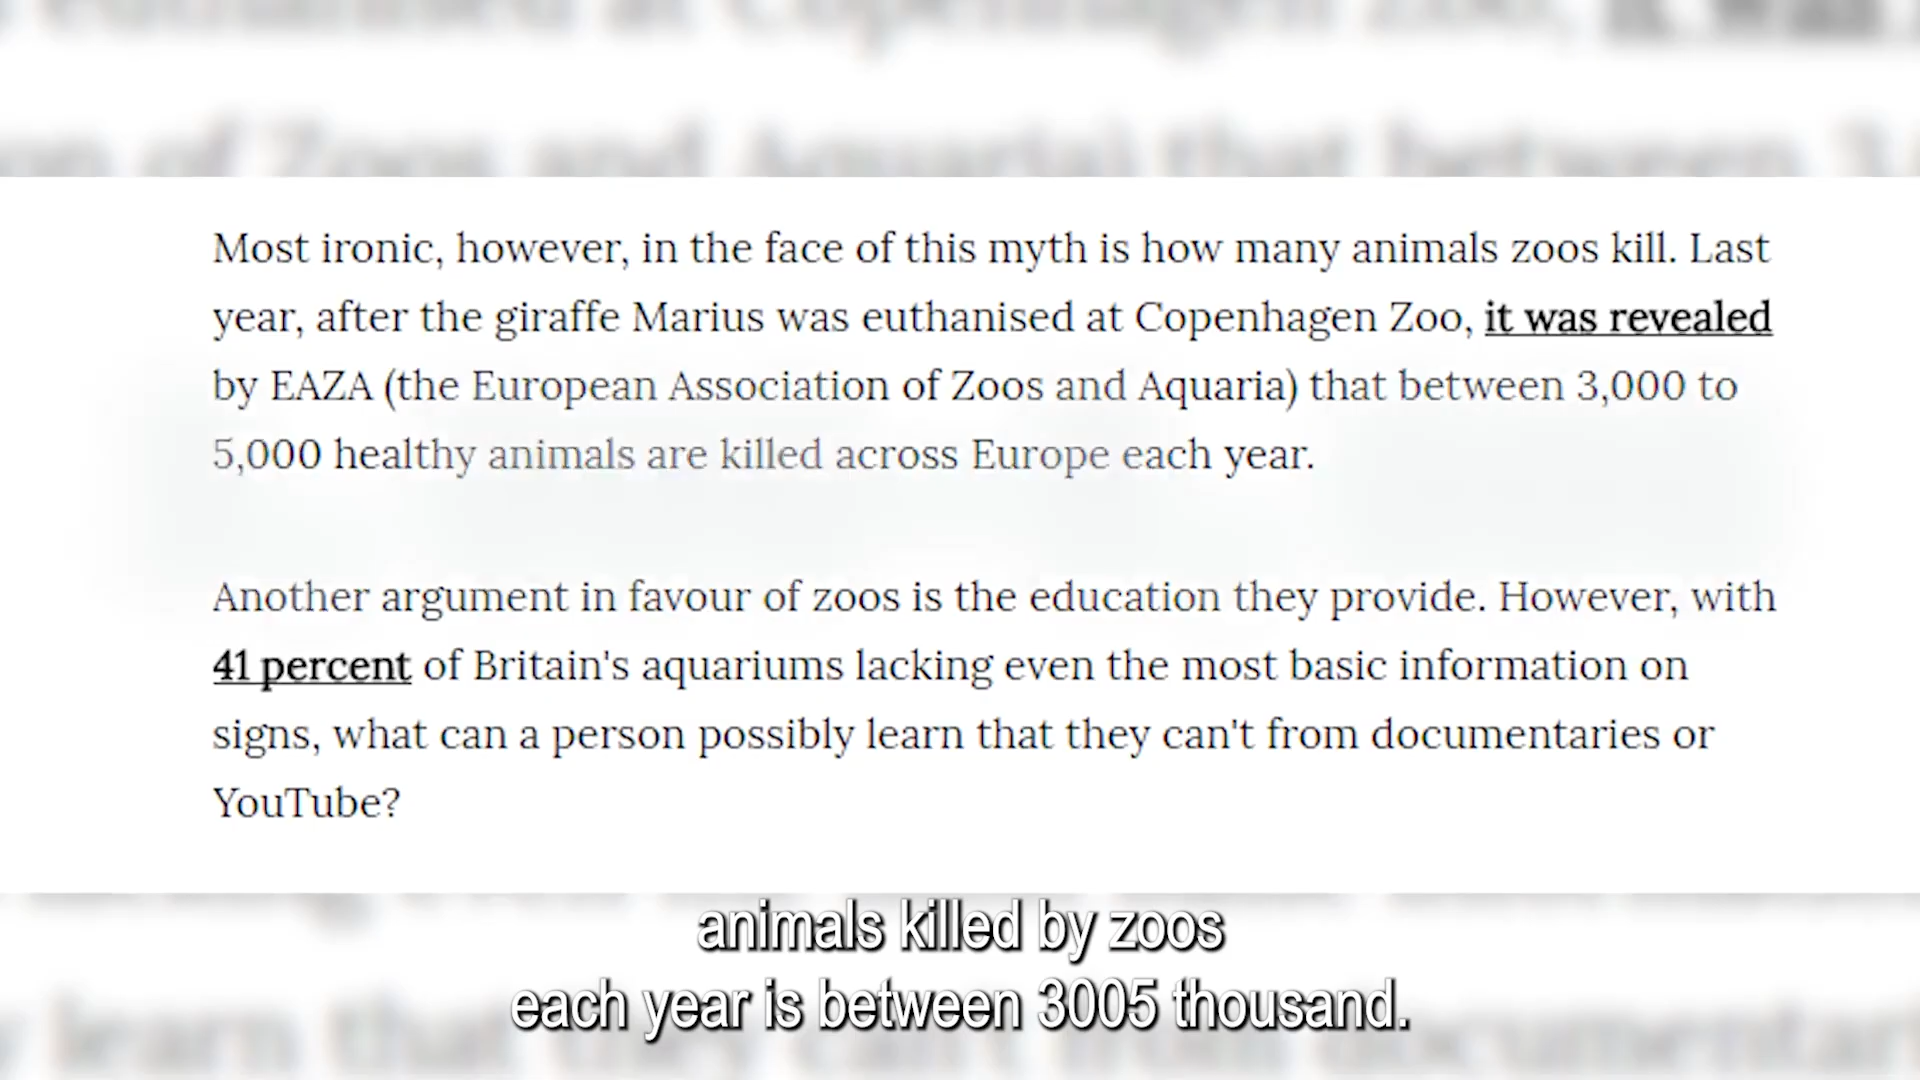 Most ironic, however, in the face of this myth is how many animals zoos kill. Last
year, after the giraffe Marius was euthanised at Copenhagen Zoo, it was revealed
by EAZA (the European Association of Zoos and Aquaria) that between 3,000 to
5,000 healthy animals are killed across Europe each year.
Another argument in favour of zoos is the education they provide. However, with
41 percent of Britain's aquariums lacking even the most basic information on
signs, what can a person possibly learn that they can't from documentaries or
YouTube?
animals killed by zoos
each year is between 3005 thousand.